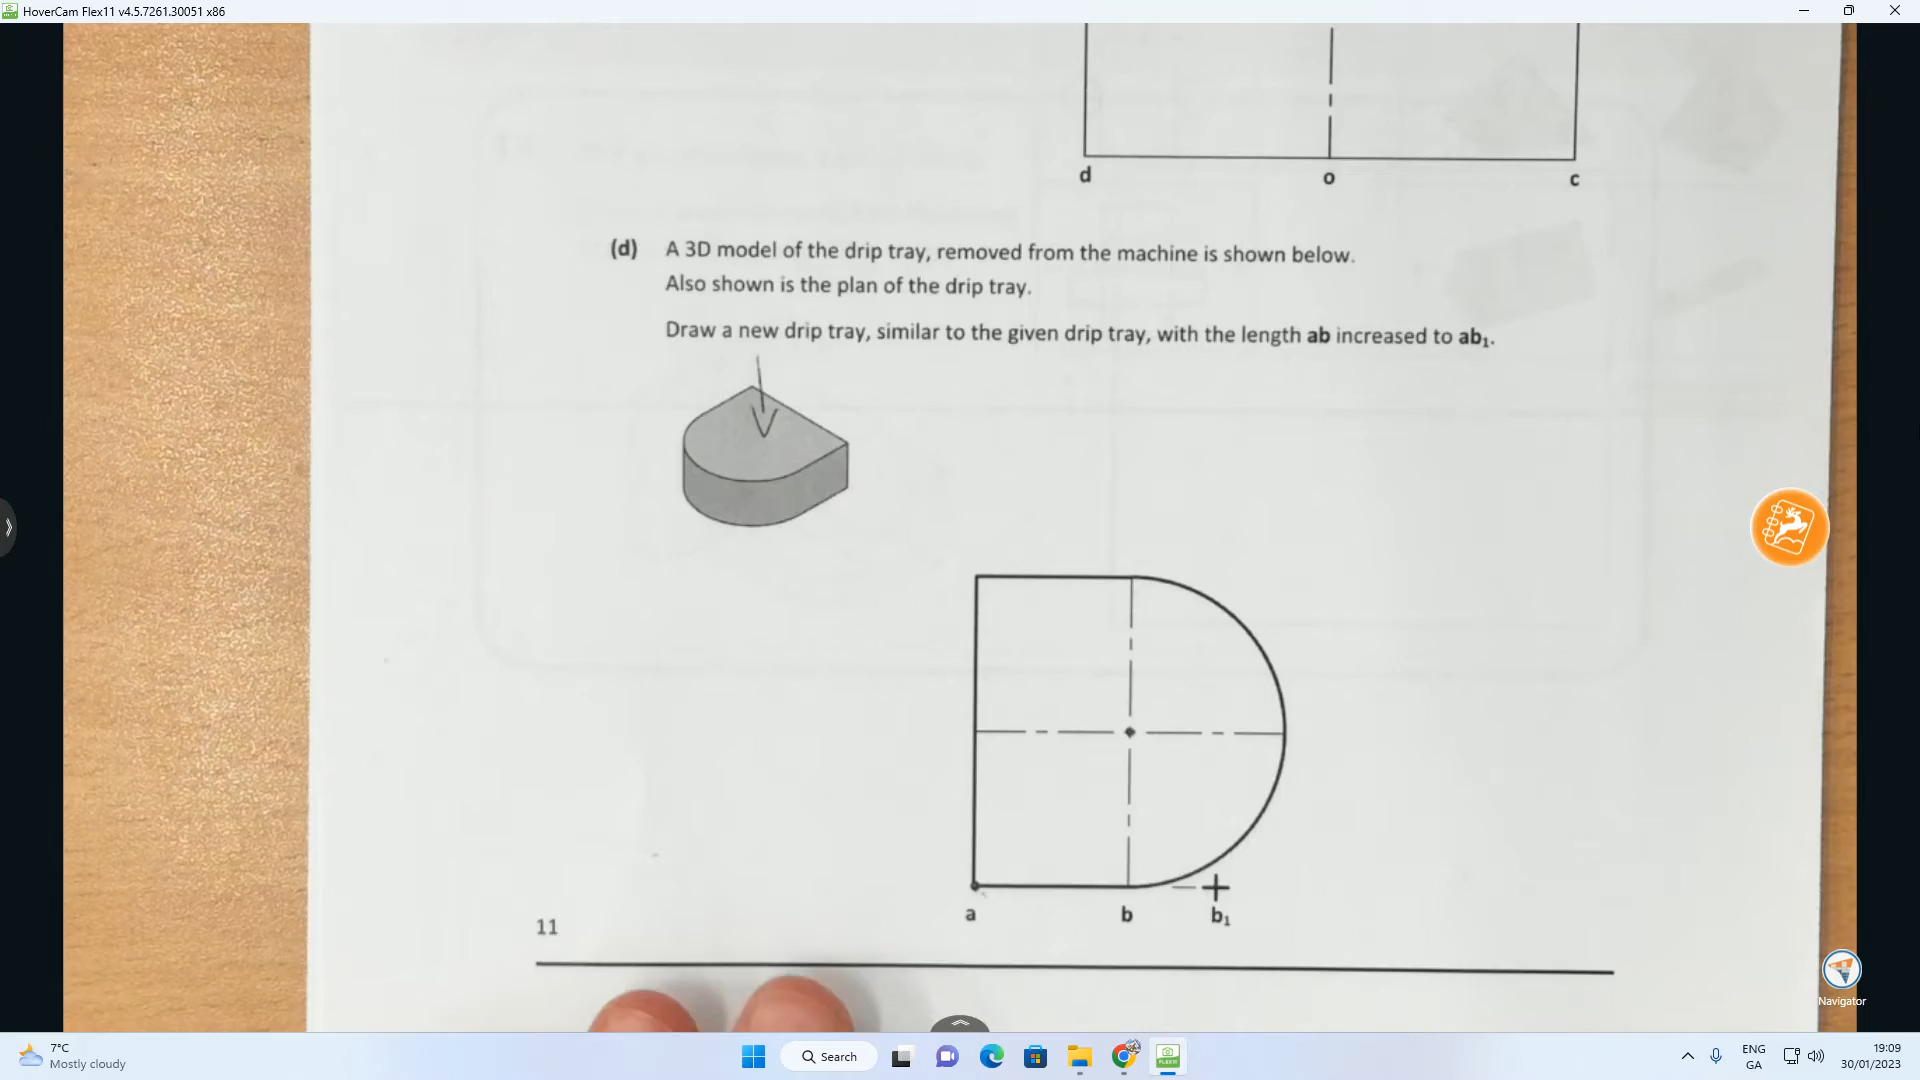 HoverCam Flex11 v4.5.7261.30051 x86
d o c
(d) A 3D model of the drip tray, removed from the machine is shown below.
Also shown is the plan of the drip tray.
Draw a new drip tray, similar to the given drip tray, with the length ab increased to ab₁.
a b b₁
11
Navigator
7°C
Mostly cloudy
Search
ENG
GA
19:09
30/01/2023